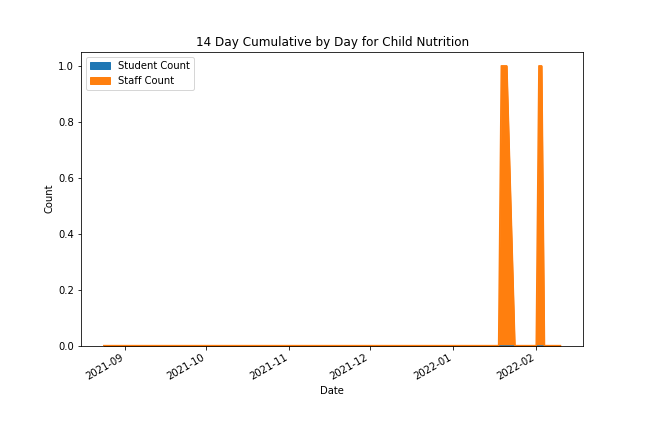 14 Day Cumulative by Day for Child Nutrition
Student Count
Staff Count
1.0
0.8
0.6
0.4
0.2
0.0
Count
2021-09
2021-10
2021-11
2021-12
2022-01
2022-02
Date